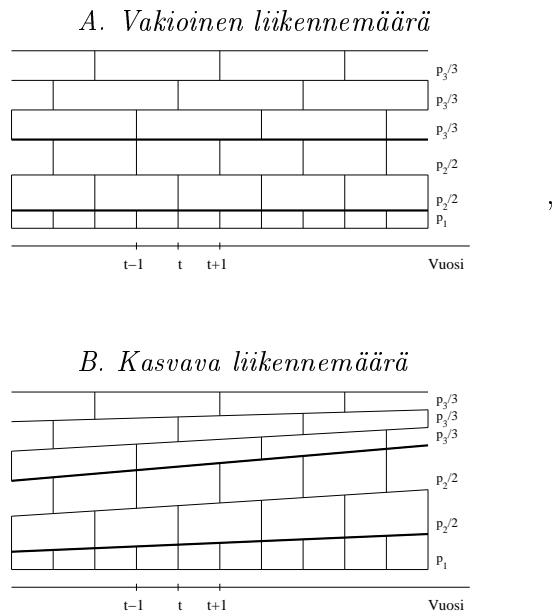 A. Vakioinen liikennemäärä
p₃/3
p₃/3
p₃/3
p₂/2
p₂/2
p₁
,
t−1 t t+1 Vuosi
B. Kasvava liikennemäärä
p₃/3
p₃/3
p₃/3
p₂/2
p₂/2
p₁
t−1 t t+1 Vuosi